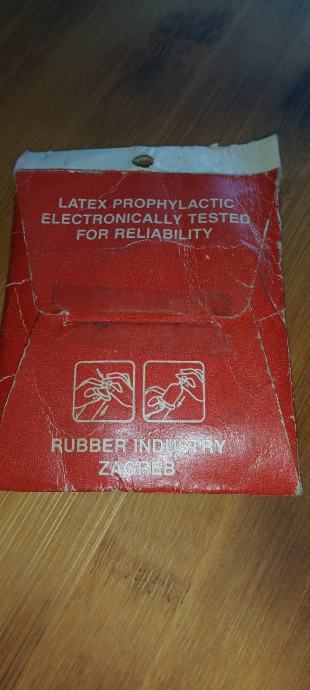 LATEX PROPHYLACTIC
ELECTRONICALLY TESTED
FOR RELIABILITY
RUBBER INDUSTRY
ZAGREB